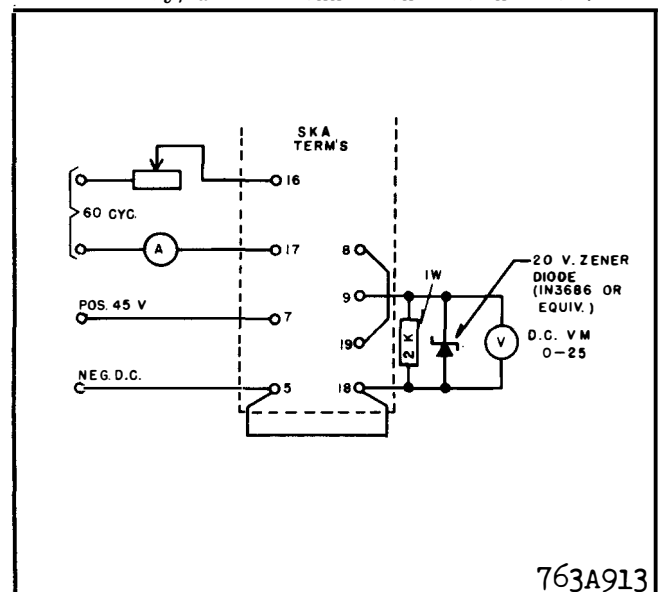 SKA
TERM'S
16
60 CYC.
A
17
8
20 V. ZENER
DIODE
(IN3686 OR
EQUIV.)
1W
9
POS. 45 V
7
2 K
V
D.C. VM
0-25
19
NEG. D.C.
5
18
763A913